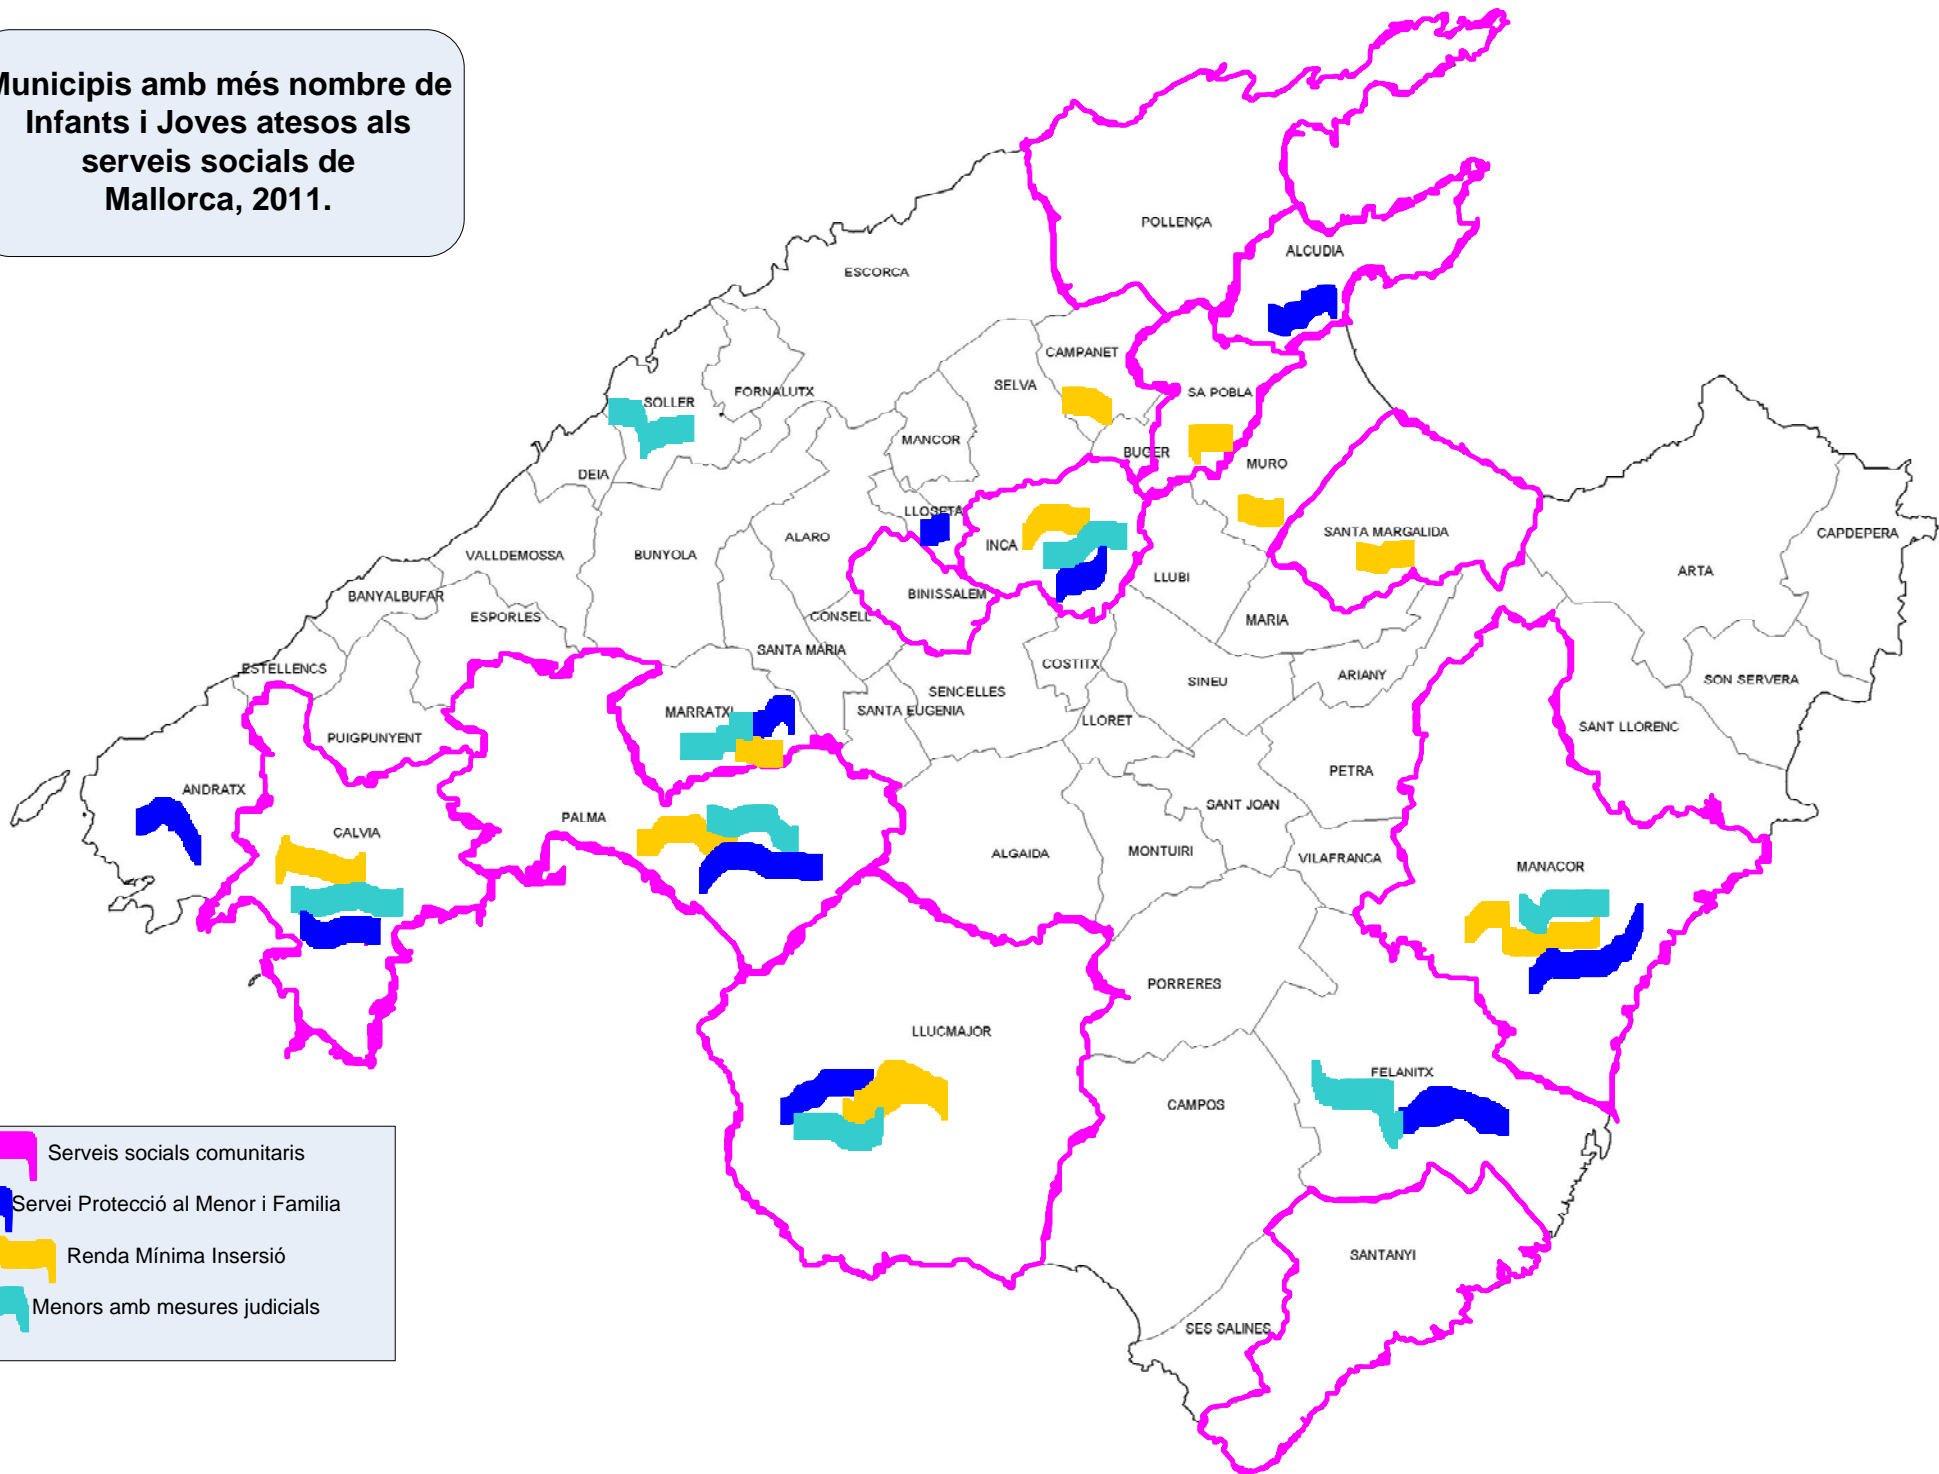 Municipis amb més nombre de
Infants i Joves atesos als
serveis socials de
Mallorca, 2011.
POLLENÇA
ALCUDIA
ESCORCA
CAMPANET
SELVA
SA POBLA
FORNALUTX
SOLLER
MANCOR
BUGER
MURO
DEIA
LLOSETA
SANTA MARGALIDA
CAPDEPERA
ALARO
INCA
VALLDEMOSSA
BUNYOLA
LLUBI
ARTA
BANYALBUFAR
BINISSALEM
ESPORLES
CONSELL
MARIA
SANTA MARIA
ESTELLENCS
COSTITX
SINEU
ARIANY
SON SERVERA
SENCELLES
MARRATXI
SANTA EUGENIA
LLORET
SANT LLORENC
PUIGPUNYENT
PETRA
ANDRATX
SANT JOAN
PALMA
CALVIA
ALGAIDA
MONTUIRI
VILAFRANCA
MANACOR
PORRERES
LLUCMAJOR
FELANITX
CAMPOS
SANTANYI
SES SALINES
Serveis socials comunitaris
Servei Protecció al Menor i Familia
Renda Mínima Insersió
Menors amb mesures judicials